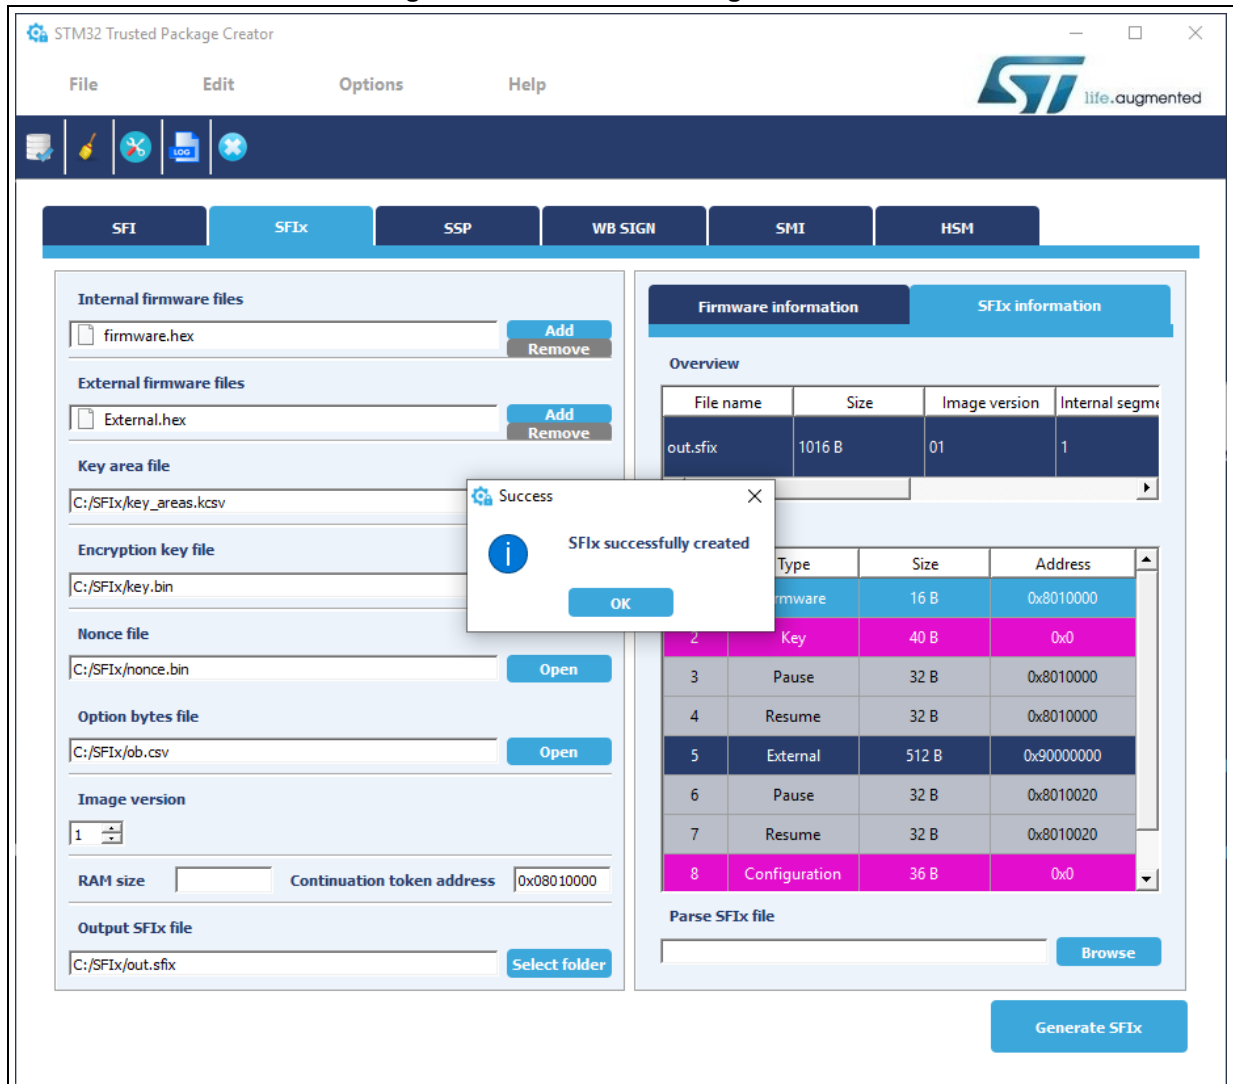 STM32 Trusted Package Creator
File Edit Options Help
life.augmented
LOG
SFI SFIx SSP WB SIGN SMI HSM
Internal firmware files
firmware.hex
Add
Remove
External firmware files
External.hex
Add
Remove
Key area file
C:/SFIx/key_areas.kcsv
Encryption key file
C:/SFIx/key.bin
Nonce file
C:/SFIx/nonce.bin
Open
Option bytes file
C:/SFIx/ob.csv
Open
Image version
1
RAM size Continuation token address 0x08010000
Output SFIx file
C:/SFIx/out.sfix
Select folder
Firmware information SFIx information
Overview
File name Size Image version Internal segme
out.sfix 1016 B 01 1
Success
SFIx successfully created
OK
Type Size Address
rmware 16 B 0x8010000
2 Key 40 B 0x0
3 Pause 32 B 0x8010000
4 Resume 32 B 0x8010000
5 External 512 B 0x90000000
6 Pause 32 B 0x8010020
7 Resume 32 B 0x8010020
8 Configuration 36 B 0x0
Parse SFIx file
Browse
Generate SFIx